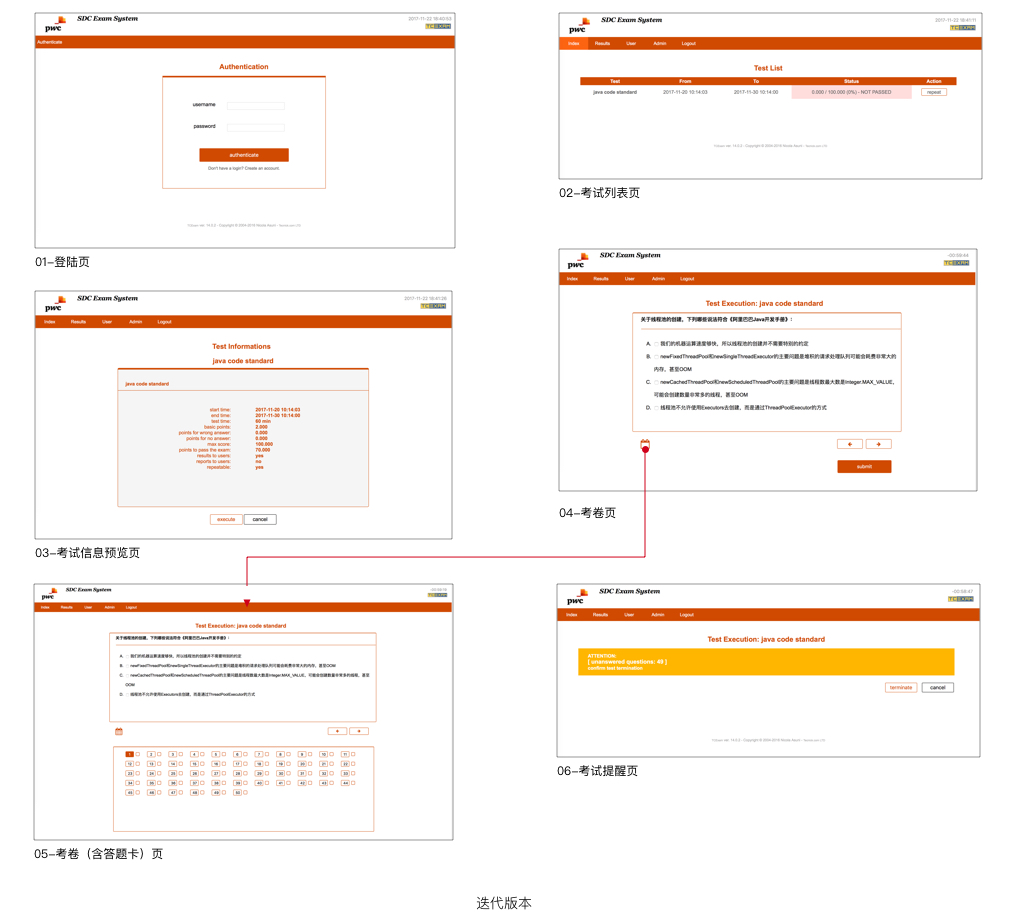 pwc
SDC Exam System
2017-11-22 18:40:53
TCEXAM
Authenticate
Authentication
username
password
authenticate
Don't have a login? Create an account.
01-登陆页
pwc
SDC Exam System
2017-11-22 18:41:11
TCEXAM
Index Results User Admin Logout
Test List
Test From To Status Action
java code standard 2017-11-20 10:14:03 2017-11-30 10:14:00 0.000 / 100.000 (0%) - NOT PASSED repeat
02-考试列表页
pwc
SDC Exam System
2017-11-22 18:41:26
TCEXAM
Index Results User Admin Logout
Test Informations
java code standard
java code standard
start time: 2017-11-20 10:14:03
end time: 2017-11-30 10:14:00
test time: 60 min
basic points: 2.000
points for wrong answer: 0.000
points for no answer: 0.000
max score: 100.000
points to pass the exam: 70.000
results to users: yes
reports to users: no
repeatable: yes
execute cancel
03-考试信息预览页
pwc
SDC Exam System
-00:59:44
TCEXAM
Index Results User Admin Logout
Test Execution: java code standard
关于线程池的创建，下列哪些说法符合《阿里巴巴Java开发手册》：
A. 我们的机器运算速度够快，所以线程池的创建并不需要特别的约定
B. newFixedThreadPool和newSingleThreadExecutor的主要问题是堆积的请求处理队列可能会耗费非常大的
内存，甚至OOM
C. newCachedThreadPool和newScheduledThreadPool的主要问题是线程数最大数是Integer.MAX_VALUE，
可能会创建数量非常多的线程，甚至OOM
D. 线程池不允许使用Executors去创建，而是通过ThreadPoolExecutor的方式
submit
04-考卷页
pwc
SDC Exam System
TCEXAM
Index Results User Admin Logout
Test Execution: java code standard
关于线程池的创建，下列哪些说法符合《阿里巴巴Java开发手册》：
A. 我们的机器运算速度够快，所以线程池的创建并不需要特别的约定
B. newFixedThreadPool和newSingleThreadExecutor的主要问题是堆积的请求处理队列可能会耗费非常大的内存，甚至OOM
C. newCachedThreadPool和newScheduledThreadPool的主要问题是线程数最大数是Integer.MAX_VALUE，可能会创建数量非常多的线程，甚至
OOM
D. 线程池不允许使用Executors去创建，而是通过ThreadPoolExecutor的方式
1 2 3 4 5 6 7 8 9 10 11
12 13 14 15 16 17 18 19 20 21 22
23 24 25 26 27 28 29 30 31 32 33
34 35 36 37 38 39 40 41 42 43 44
45 46 47 48 49 50
05-考卷（含答题卡）页
pwc
SDC Exam System
-00:58:47
TCEXAM
Index Results User Admin Logout
Test Execution: java code standard
ATTENTION:
[ unanswered questions: 49 ]
confirm test termination
terminate cancel
06-考试提醒页
迭代版本